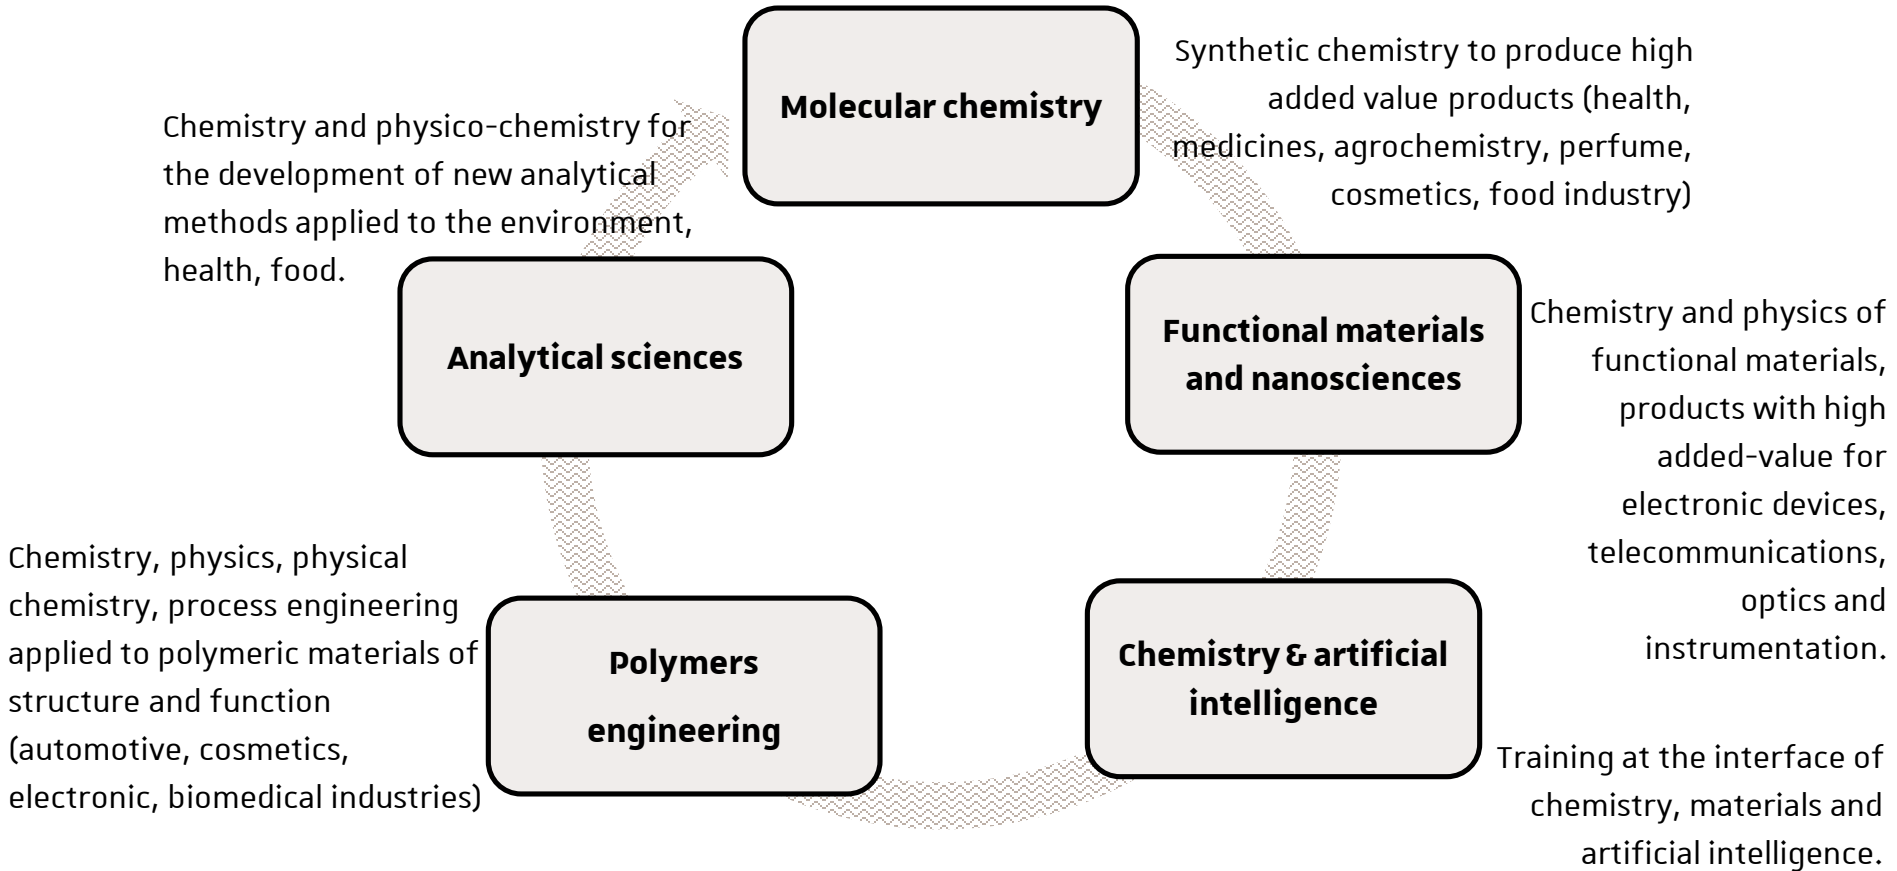 Molecular chemistry
Synthetic chemistry to produce high
added value products (health,
medicines, agrochemistry, perfume,
cosmetics, food industry)
Functional materials
and nanosciences
Chemistry and physics of
functional materials,
products with high
added-value for
electronic devices,
telecommunications,
optics and
instrumentation.
Chemistry & artificial
intelligence
Training at the interface of
chemistry, materials and
artificial intelligence.
Polymers
engineering
Chemistry, physics, physical
chemistry, process engineering
applied to polymeric materials of
structure and function
(automotive, cosmetics,
electronic, biomedical industries)
Analytical sciences
Chemistry and physico-chemistry for
the development of new analytical
methods applied to the environment,
health, food.